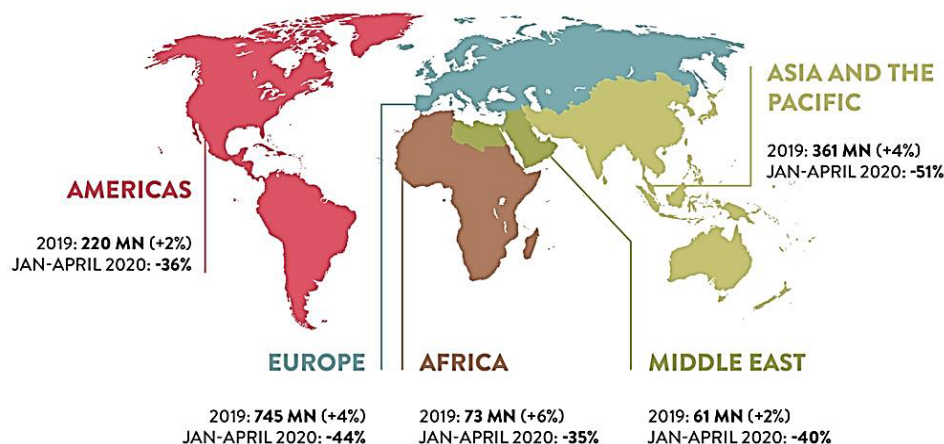 ASIA AND THE
PACIFIC
2019: 361 MN (+4%)
JAN-APRIL 2020: -51%
AMERICAS
2019: 220 MN (+2%)
JAN-APRIL 2020: -36%
EUROPE
2019: 745 MN (+4%)
JAN-APRIL 2020: -44%
AFRICA
2019: 73 MN (+6%)
JAN-APRIL 2020: -35%
MIDDLE EAST
2019: 61 MN (+2%)
JAN-APRIL 2020: -40%